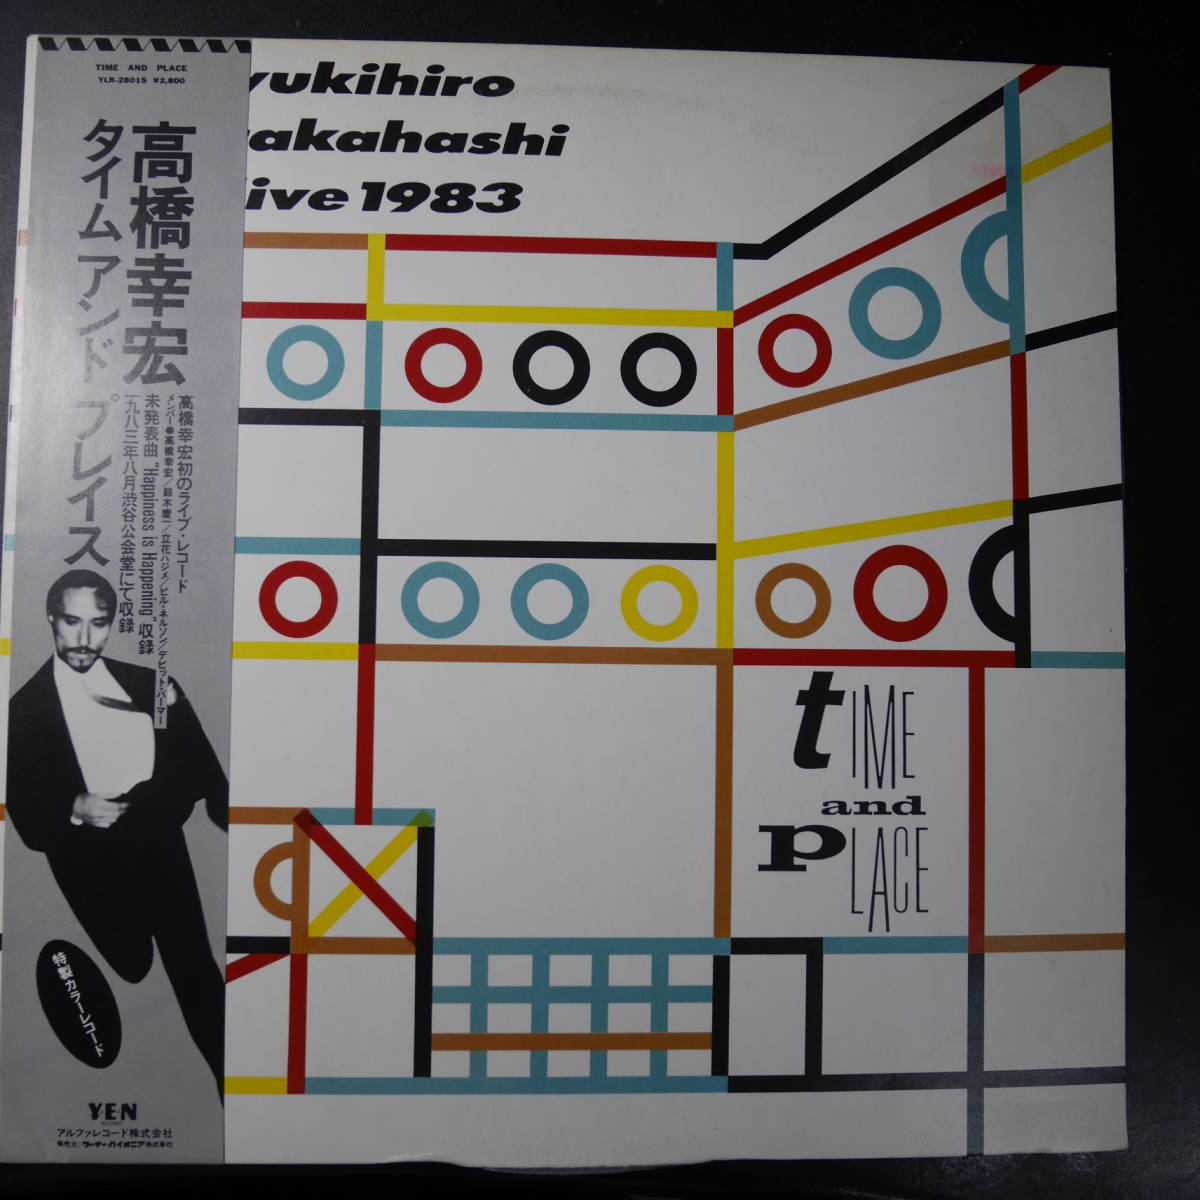 TIME AND PLACE
YLR-28015 ¥2,800
高橋幸宏
タイム アンド プレイス
高橋幸宏初のライブ・レコード
メンバー●高橋幸宏/鈴木慶一/立花ハジメ/ビル・ネルソン/デビット・パーマー
未発表曲"Happiness is Happening"収録
一九八三年八月渋谷公会堂にて収録
特製カラーレコード
Y·E·N
RECORDS
アルファレコード株式会社
発売元:ワーナー・パイオニア株式会社
yukihiro
takahashi
live 1983
tIME
and
pLACE